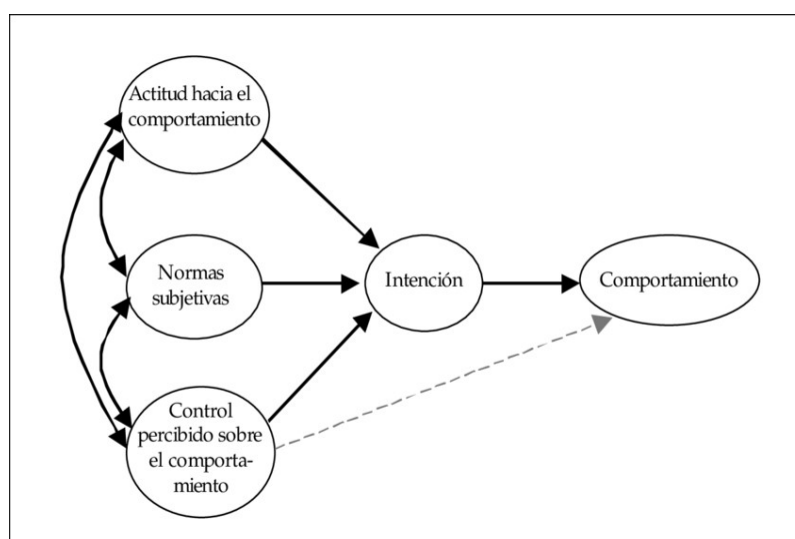 Actitud hacia el
comportamiento
Normas
subjetivas
Intención
Comportamiento
Control
percibido sobre
el comporta-
miento